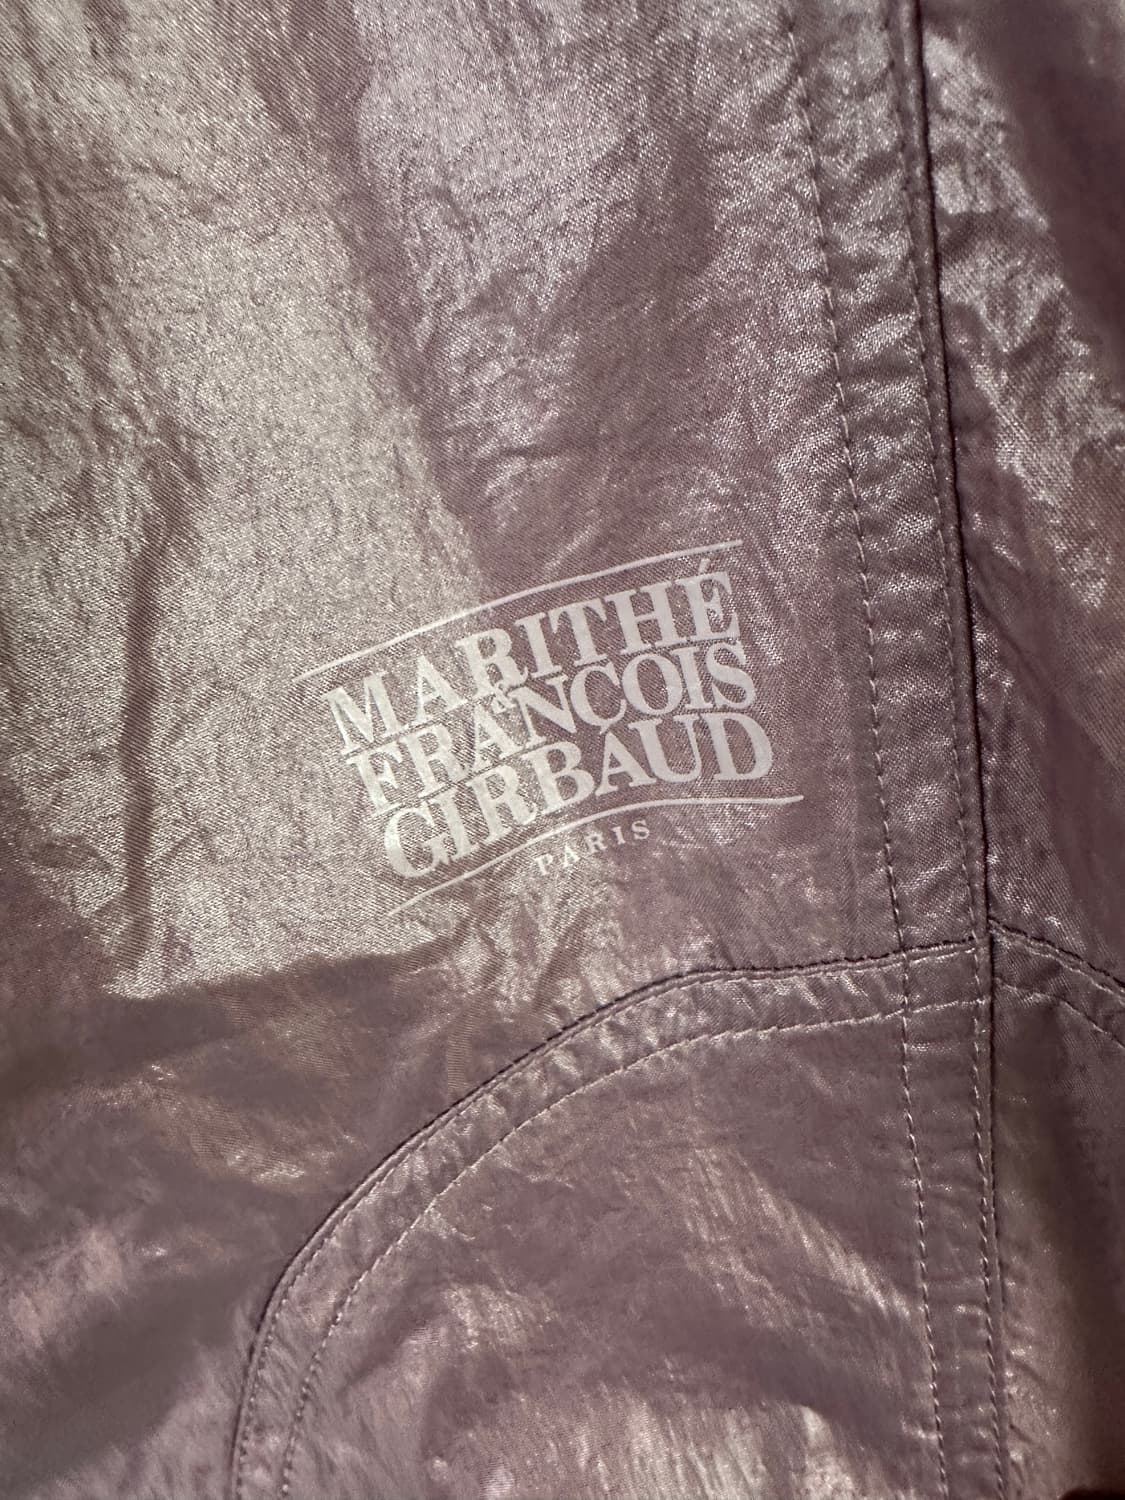 MARITHÉ
&
FRANÇOIS
GIRBAUD
PARIS